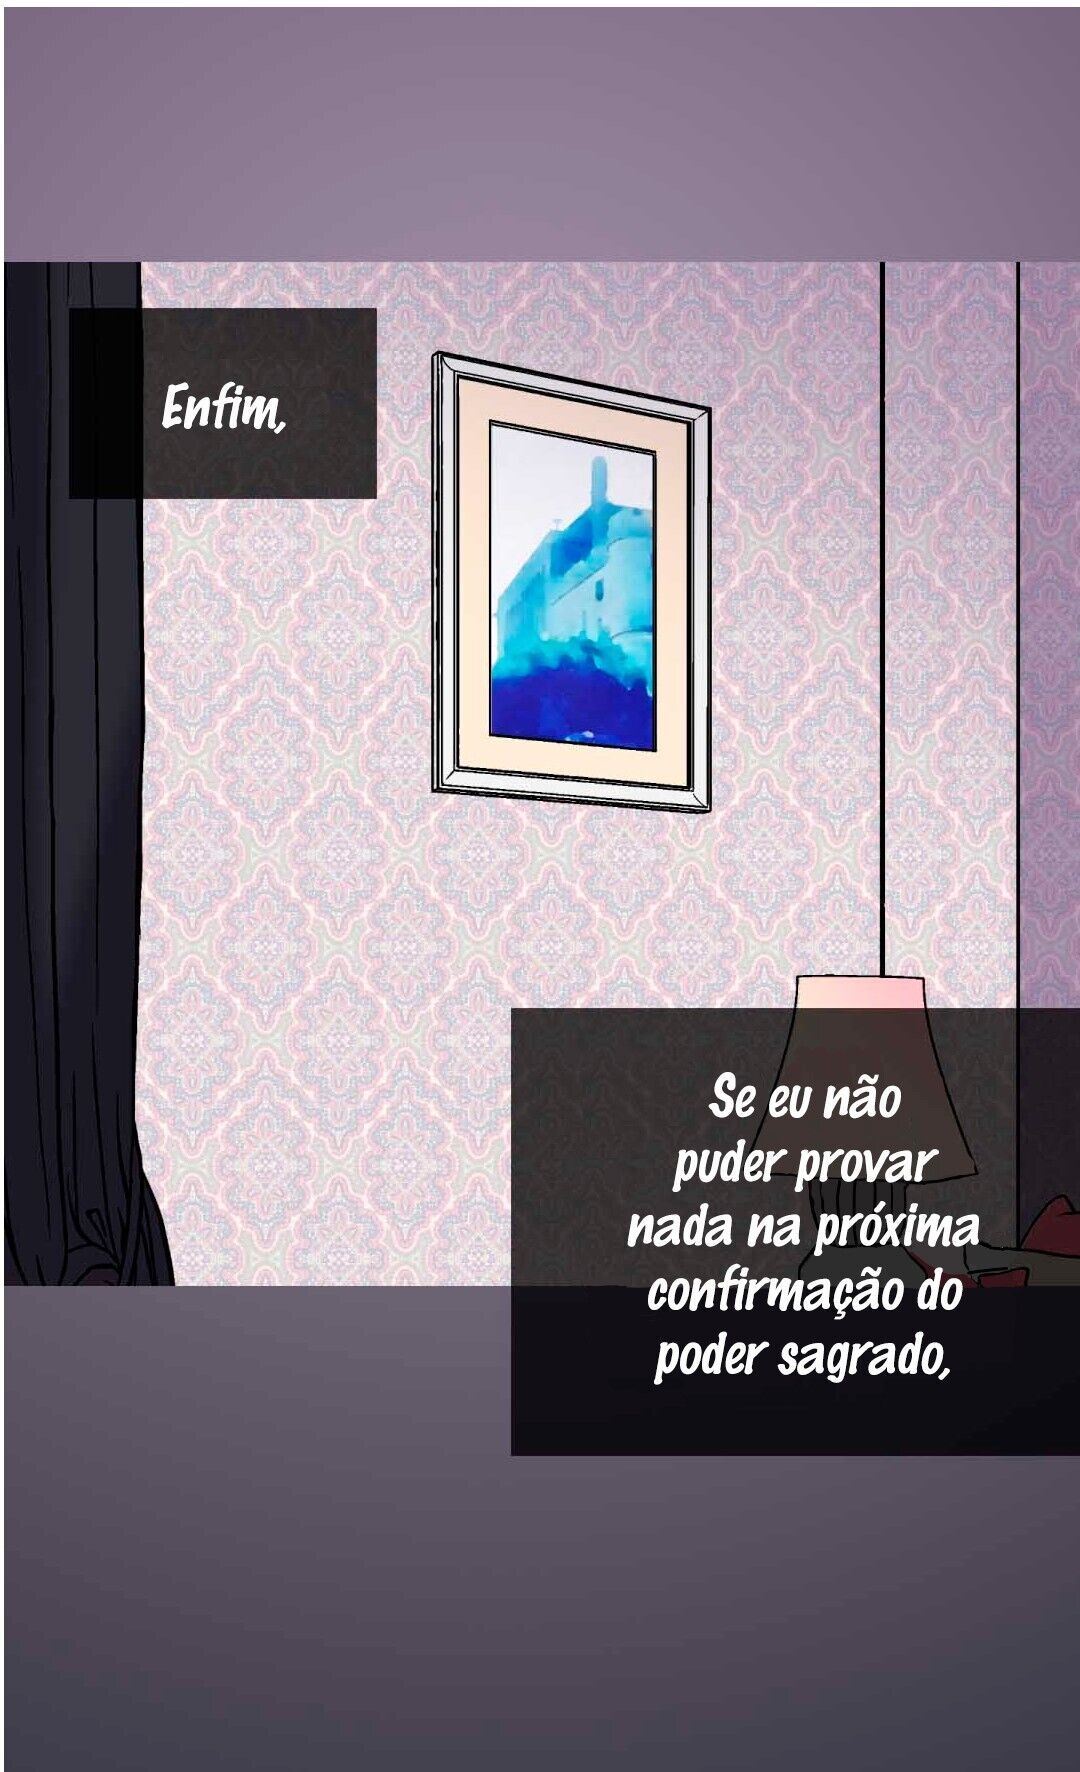 Enfim,
Se eu não
puder provar
nada na próxima
confirmação do
poder sagrado,